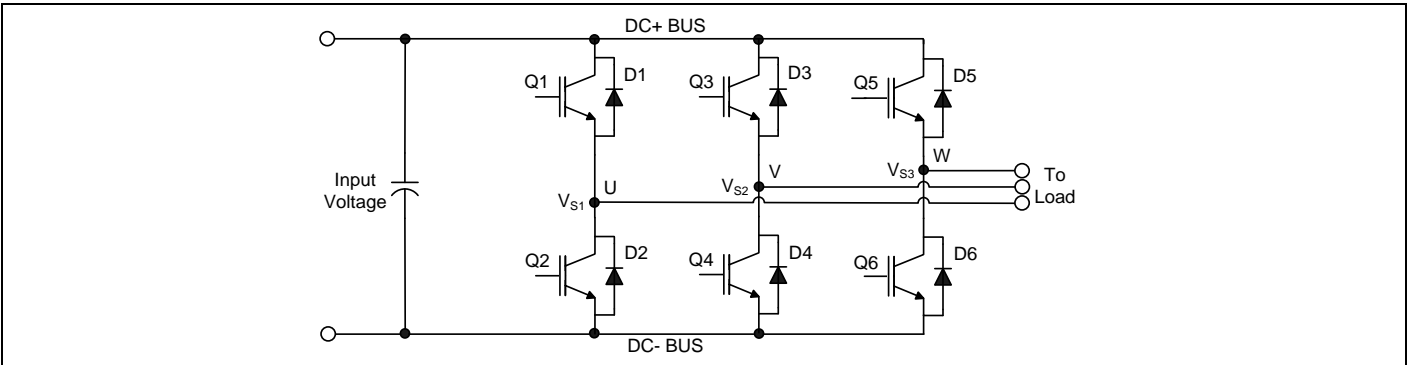 DC+ BUS
Q1
D1
Q3
D3
Q5
D5
Input
Voltage
VS1
U
VS2
V
VS3
W
To
Load
Q2
D2
Q4
D4
Q6
D6
DC- BUS